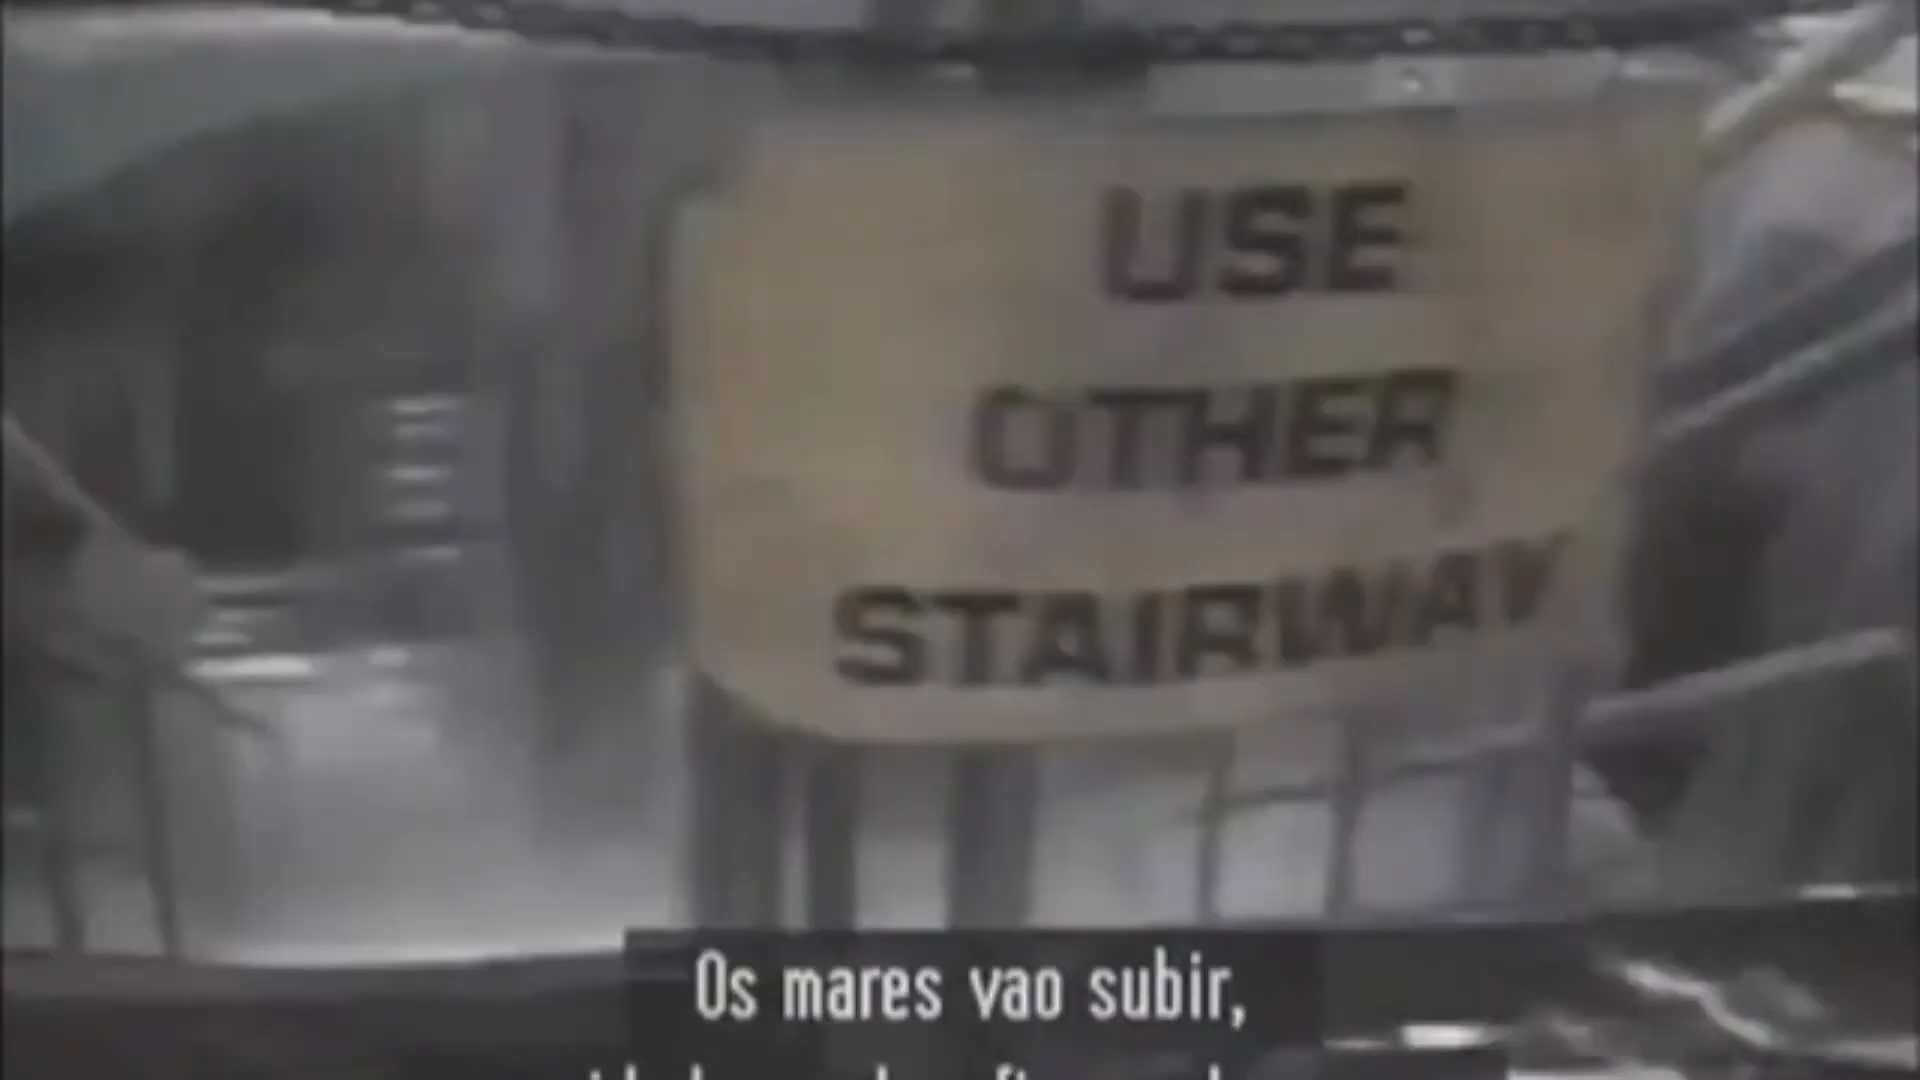 USE
OTHER
STAIRWAY
Os mares vao subir,